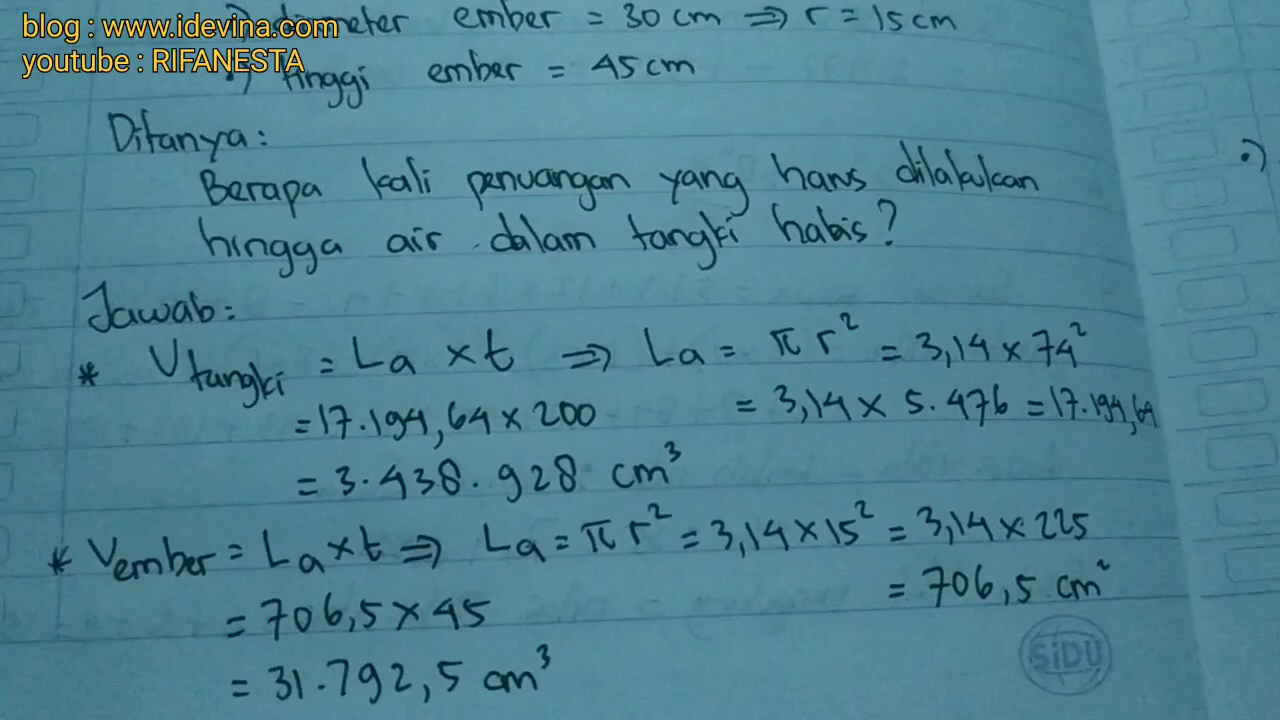 blog : www.idevina.com
youtube : RIFANESTA
diameter ember = 30 cm ⇒ r = 15 cm
•) tinggi ember = 45 cm
Ditanya:
Berapa kali penuangan yang harus dilakukan
•)
hingga air dalam tangki habis?
Jawab:
* Vtangki = La × t ⇒ La = π r² = 3,14 × 74²
= 17.194,64 × 200 = 3,14 × 5.476 = 17.194,64
= 3.438.928 cm³
* Vember = La × t ⇒ La = π r² = 3,14 × 15² = 3,14 × 225
= 706,5 × 45 = 706,5 cm²
= 31.792,5 cm³
SiDU